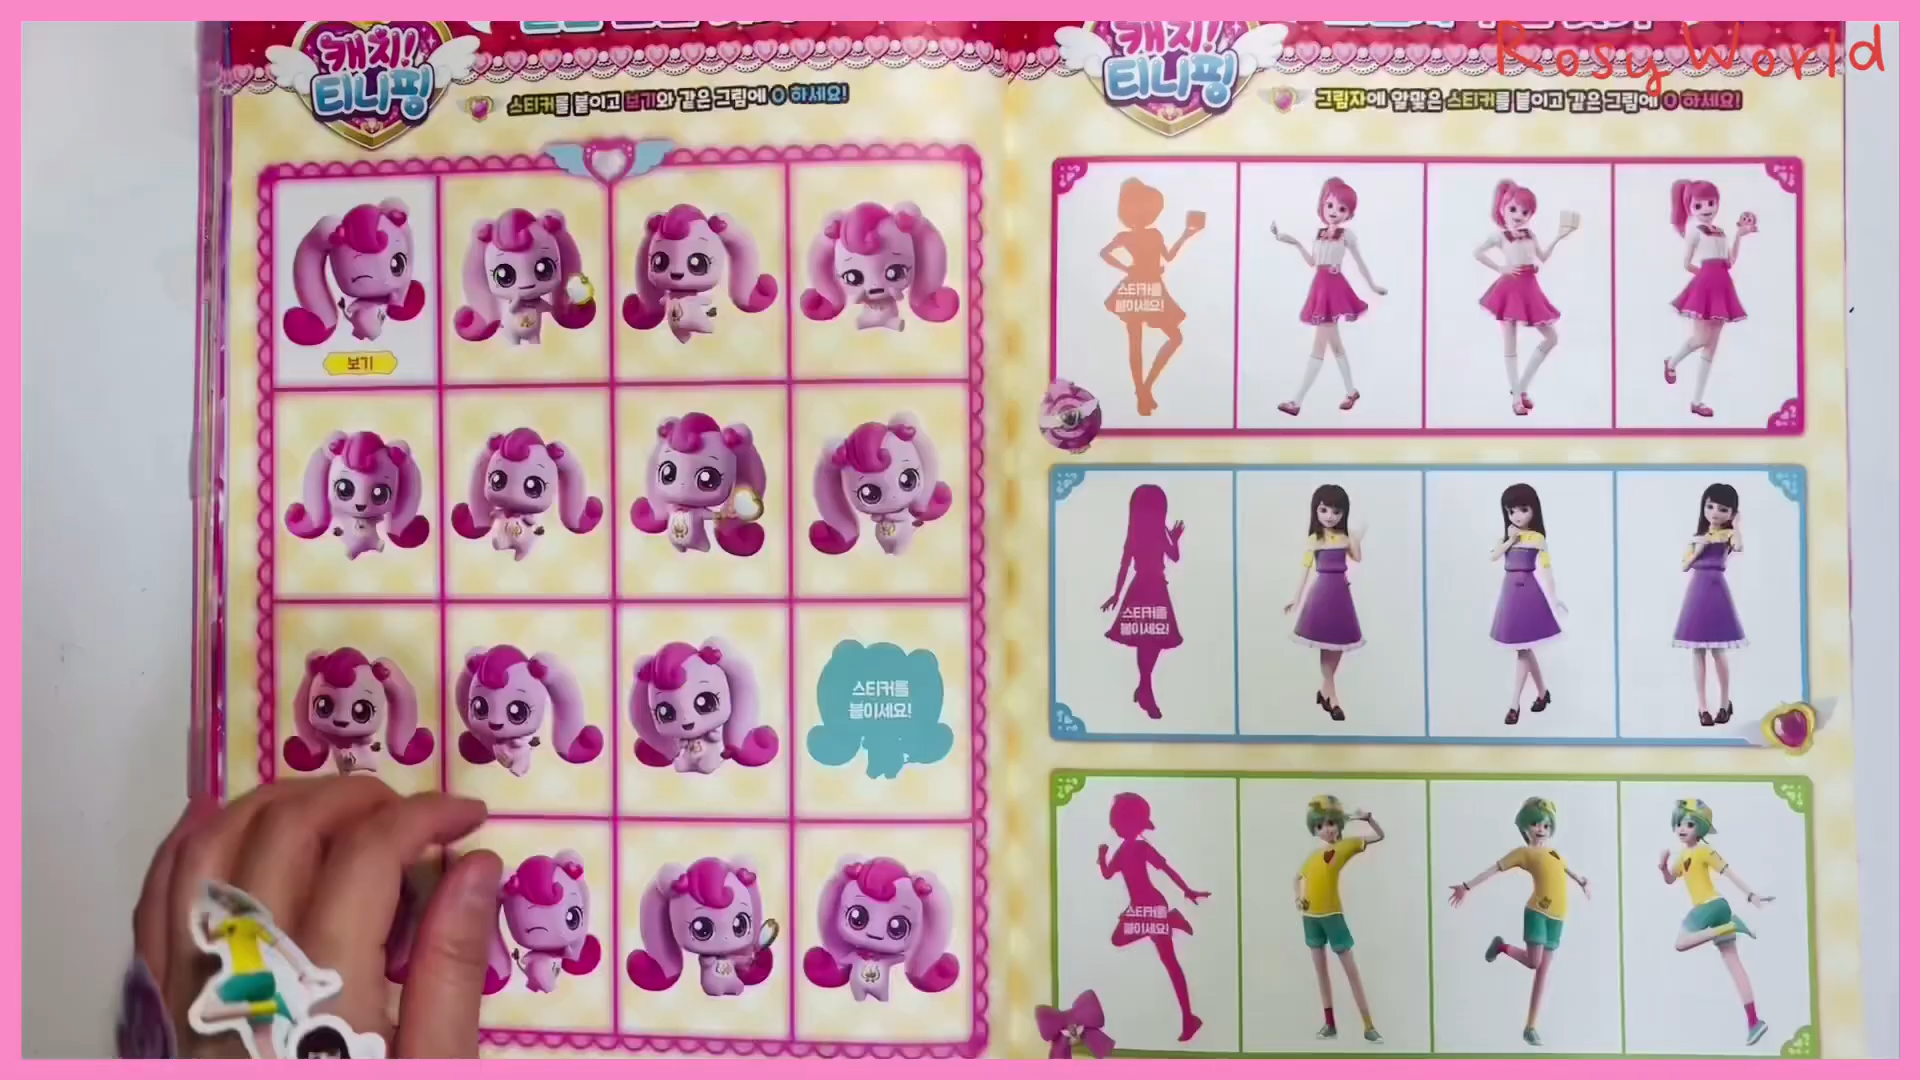 Rosy World
캐치!
티니핑
스티커를 붙이고 보기와 같은 그림에 O 하세요!
캐치!
티니핑
그림자에 알맞은 스티커를 붙이고 같은 그림에 O 하세요!
보기
스티커를
붙이세요!
스티커를
붙이세요!
스티커를
붙이세요!
스티커를
붙이세요!